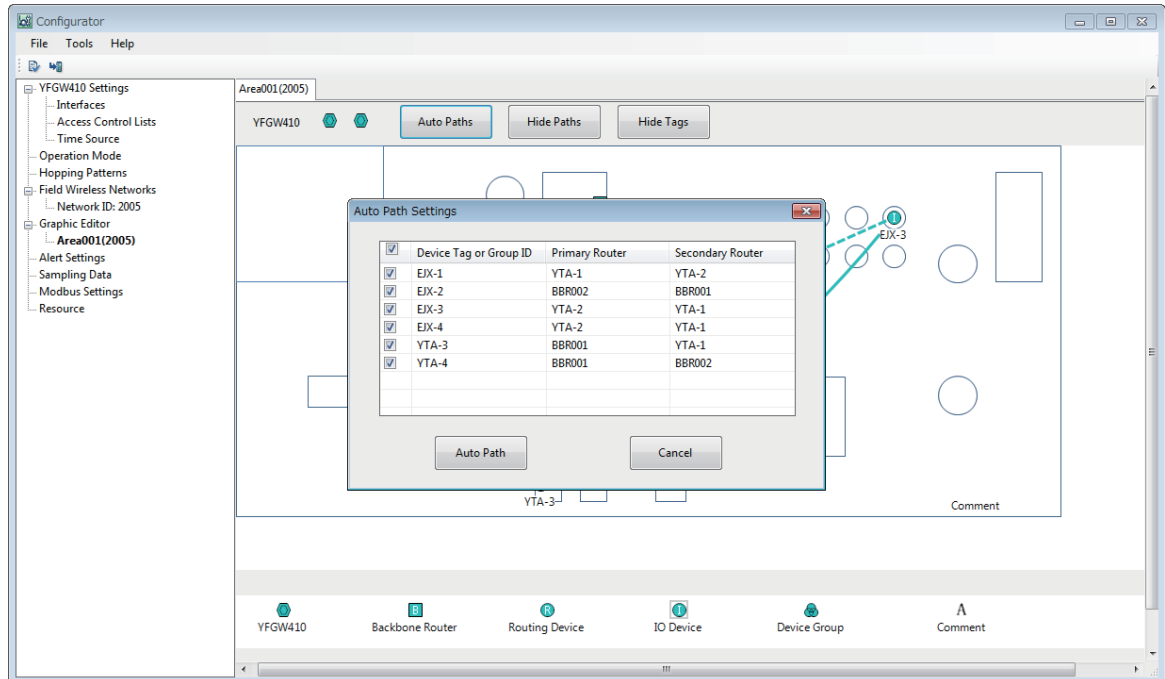 Configurator
File Tools Help
YFGW410 Settings
Interfaces
Access Control Lists
Time Source
Operation Mode
Hopping Patterns
Field Wireless Networks
Network ID: 2005
Graphic Editor
Area001(2005)
Alert Settings
Sampling Data
Modbus Settings
Resource
Area001(2005)
YFGW410 Auto Paths Hide Paths Hide Tags
EJX-3
Auto Path Settings
Device Tag or Group ID Primary Router Secondary Router
EJX-1 YTA-1 YTA-2
EJX-2 BBR002 BBR001
EJX-3 YTA-2 YTA-1
EJX-4 YTA-2 YTA-1
YTA-3 BBR001 YTA-1
YTA-4 BBR001 BBR002
Auto Path Cancel
YTA-3
Comment
I
B R I A
YFGW410 Backbone Router Routing Device IO Device Device Group Comment